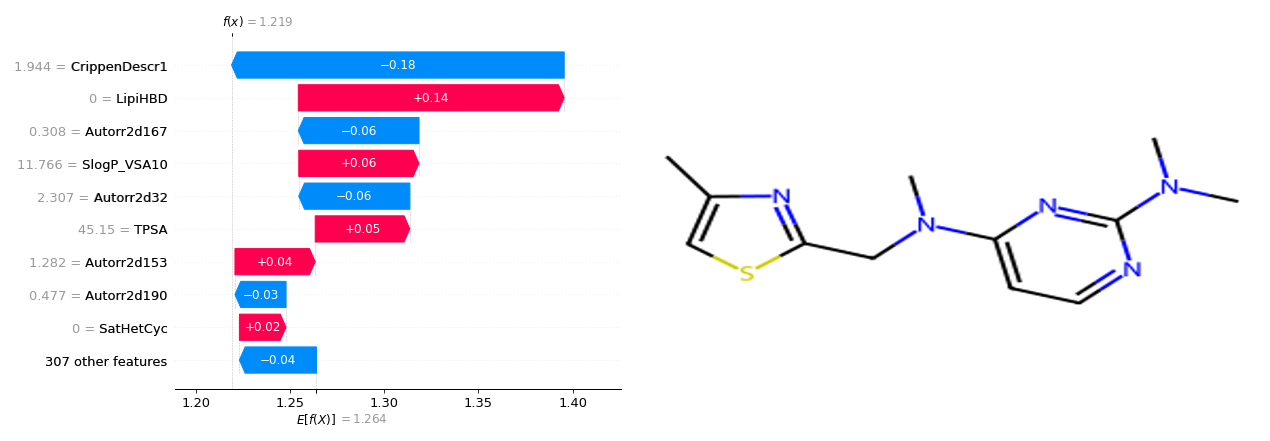 f(x) = 1.219
1.944 = CrippenDescr1
−0.18
0 = LipiHBD
+0.14
0.308 = Autorr2d167
−0.06
11.766 = SlogP_VSA10
+0.06
2.307 = Autorr2d32
−0.06
45.15 = TPSA
+0.05
1.282 = Autorr2d153
+0.04
0.477 = Autorr2d190
−0.03
0 = SatHetCyc
+0.02
307 other features
−0.04
1.20 1.25 1.30 1.35 1.40
E[f(X)] = 1.264
N
S
N
N
N
N